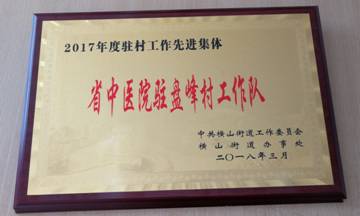 2017年度驻村工作先进集体
省中医院驻盘峰村工作队
中共横山街道工作委员会
横山街道办事处
二〇一八年三月